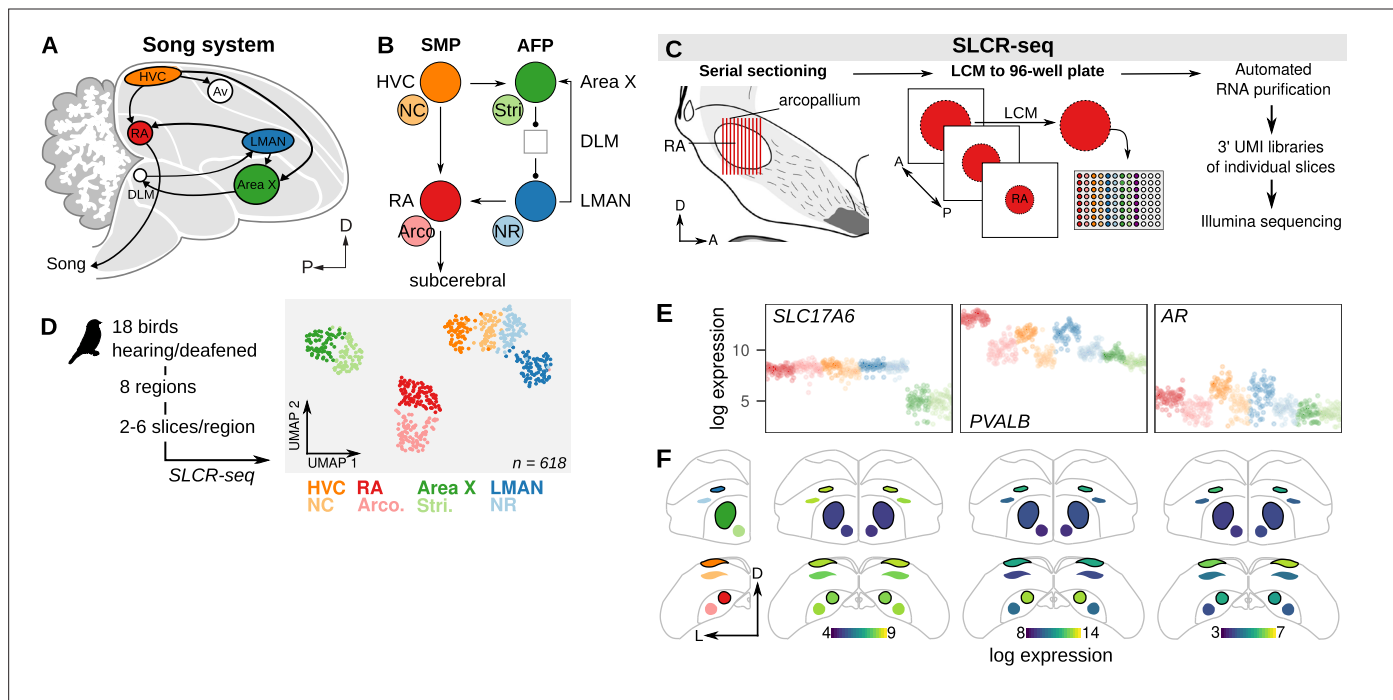 A
Song system
HVC
Av
RA
LMAN
DLM
Area X
Song
D
P
B
SMP
AFP
HVC
Area X
NC
Stri
DLM
RA
LMAN
Arco
NR
subcerebral
C
SLCR-seq
Serial sectioning
LCM to 96-well plate
Automated
RNA purification
arcopallium
RA
D
A
LCM
A
P
RA
3' UMI libraries
of individual slices
Illumina sequencing
D
18 birds
hearing/deafened
8 regions
2-6 slices/region
SLCR-seq
UMAP 2
UMAP 1
n = 618
HVC RA Area X LMAN
NC Arco. Stri. NR
E
log expression
10
5
SLC17A6
PVALB
AR
F
D
L
4 9
8 14
3 7
log expression